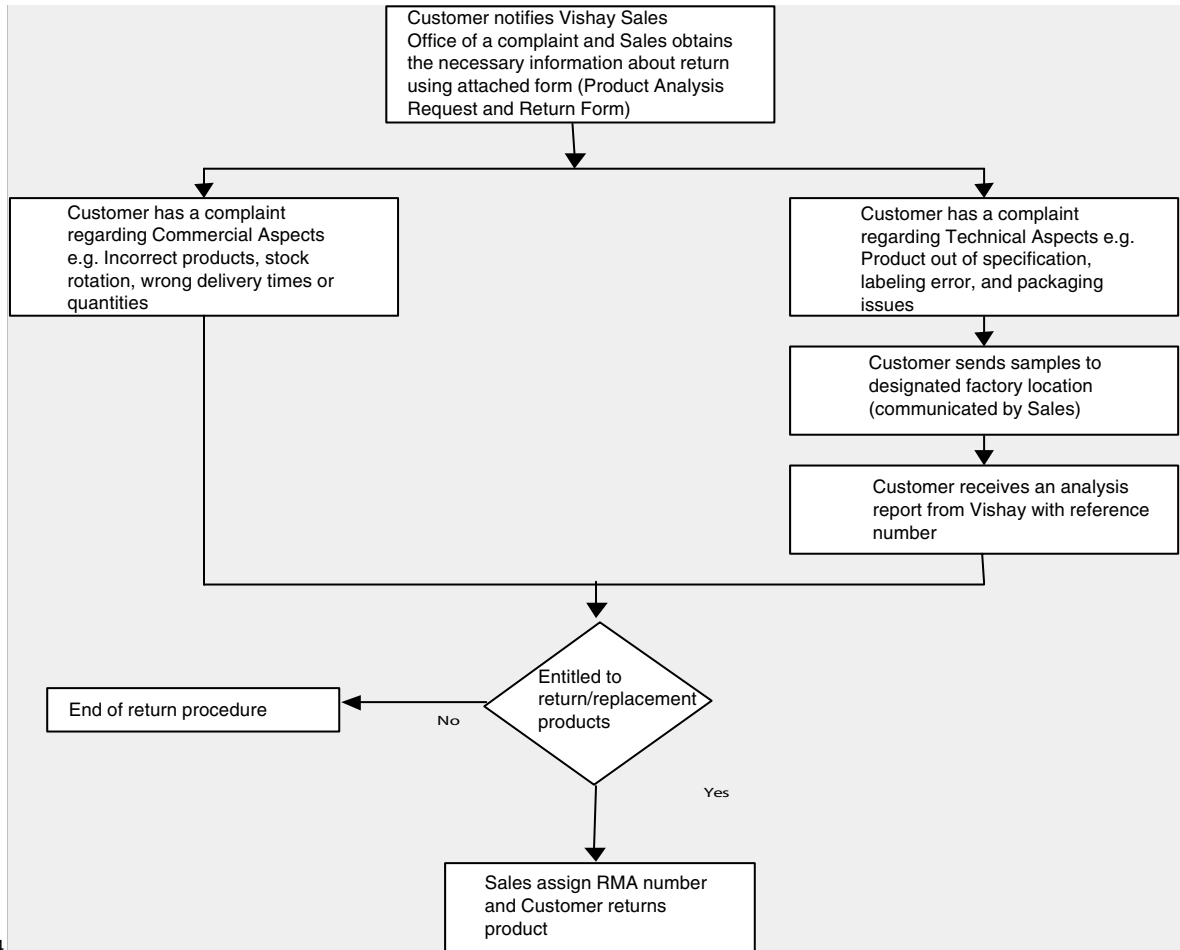 Customer notifies Vishay Sales
Office of a complaint and Sales obtains
the necessary information about return
using attached form (Product Analysis
Request and Return Form)
Customer has a complaint
regarding Commercial Aspects
e.g. Incorrect products, stock
rotation, wrong delivery times or
quantities
Customer has a complaint
regarding Technical Aspects e.g.
Product out of specification,
labeling error, and packaging
issues
Customer sends samples to
designated factory location
(communicated by Sales)
Customer receives an analysis
report from Vishay with reference
number
Entitled to
return/replacement
products
End of return procedure
No
Yes
Sales assign RMA number
and Customer returns
product